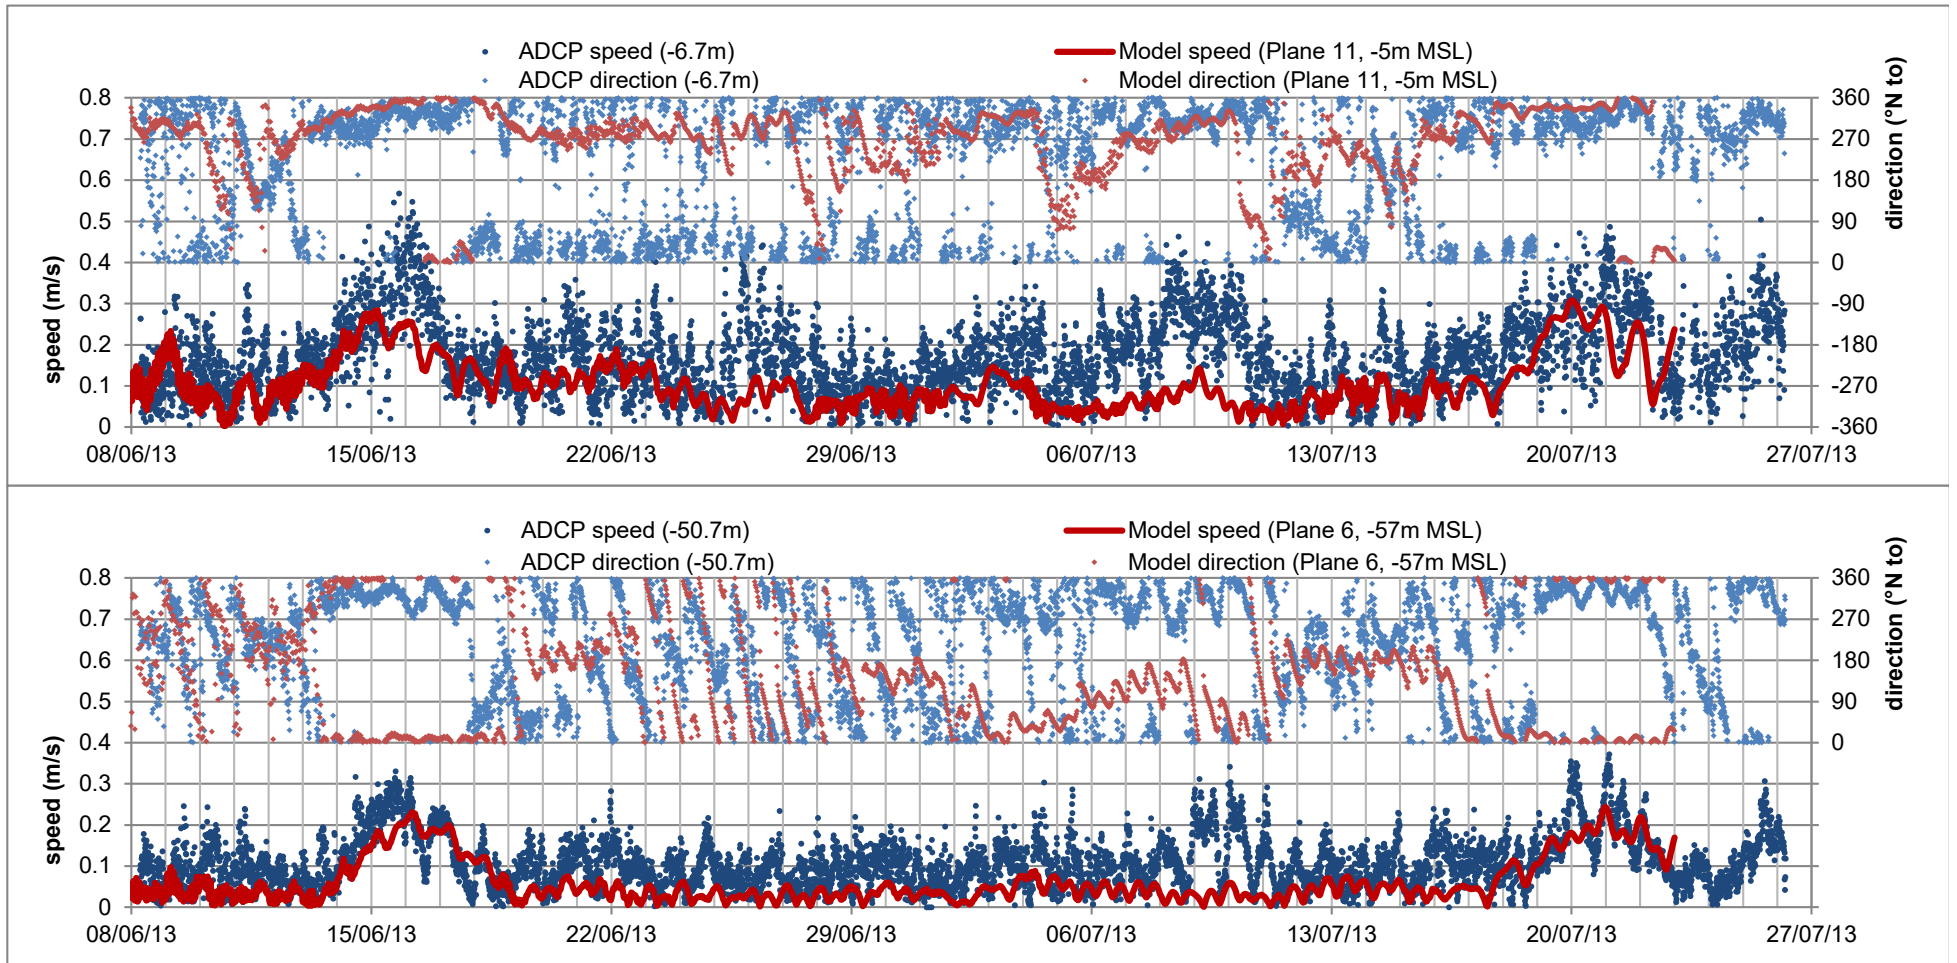 ADCP speed (-6.7m) Model speed (Plane 11, -5m MSL)
ADCP direction (-6.7m) Model direction (Plane 11, -5m MSL)
0.8 360
0.7 270
0.6 180
0.5 90
0.4 0
0.3 -90
0.2 -180
0.1 -270
0 -360
speed (m/s)
direction (°N to)
08/06/13 15/06/13 22/06/13 29/06/13 06/07/13 13/07/13 20/07/13 27/07/13
ADCP speed (-50.7m) Model speed (Plane 6, -57m MSL)
ADCP direction (-50.7m) Model direction (Plane 6, -57m MSL)
0.8 360
0.7 270
0.6 180
0.5 90
0.4 0
0.3
0.2
0.1
0
speed (m/s)
direction (°N to)
08/06/13 15/06/13 22/06/13 29/06/13 06/07/13 13/07/13 20/07/13 27/07/13